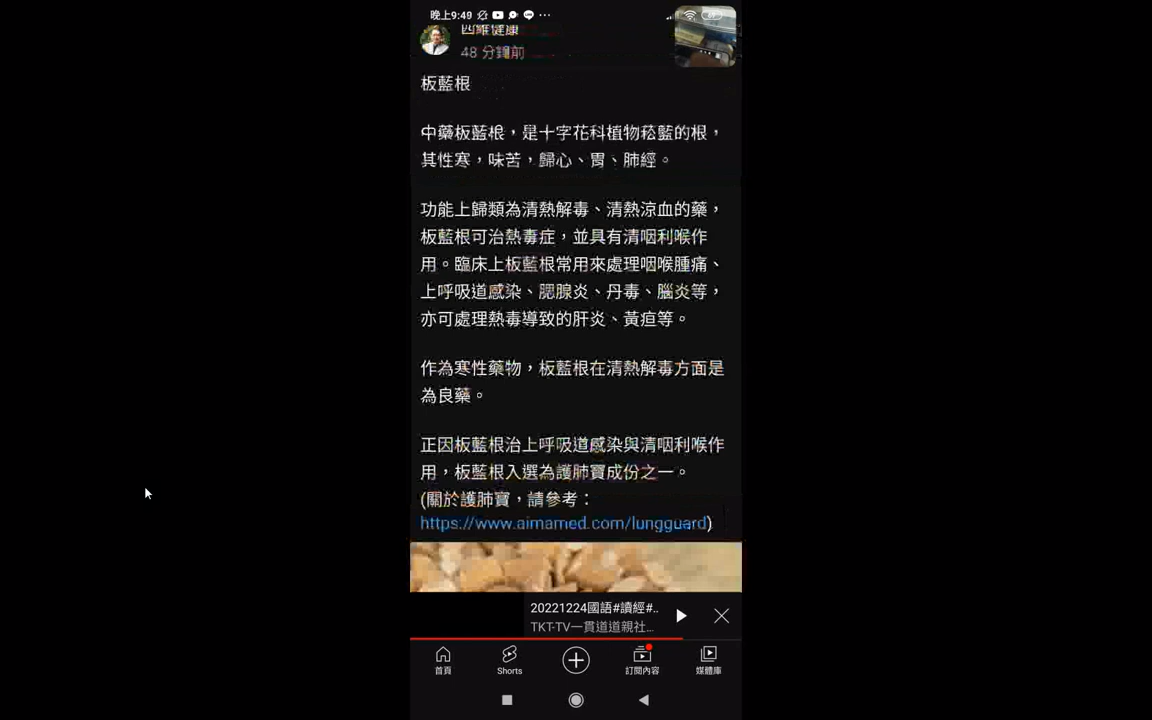 晚上9:49
四維健康
48 分鐘前
板藍根
中藥板藍根，是十字花科植物菘藍的根，
其性寒，味苦，歸心、胃、肺經。
功能上歸類為清熱解毒、清熱涼血的藥，
板藍根可治熱毒症，並具有清咽利喉作
用。臨床上板藍根常用來處理咽喉腫痛、
上呼吸道感染、腮腺炎、丹毒、腦炎等，
亦可處理熱毒導致的肝炎、黃疸等。
作為寒性藥物，板藍根在清熱解毒方面是
為良藥。
正因板藍根治上呼吸道感染與清咽利喉作
用，板藍根入選為護肺寶成份之一。
(關於護肺寶，請參考：
https://www.aimamed.com/lungguard)
20221224國語#讀經#..
TKT-TV一貫道道親社...
首頁
Shorts
訂閱內容
媒體庫